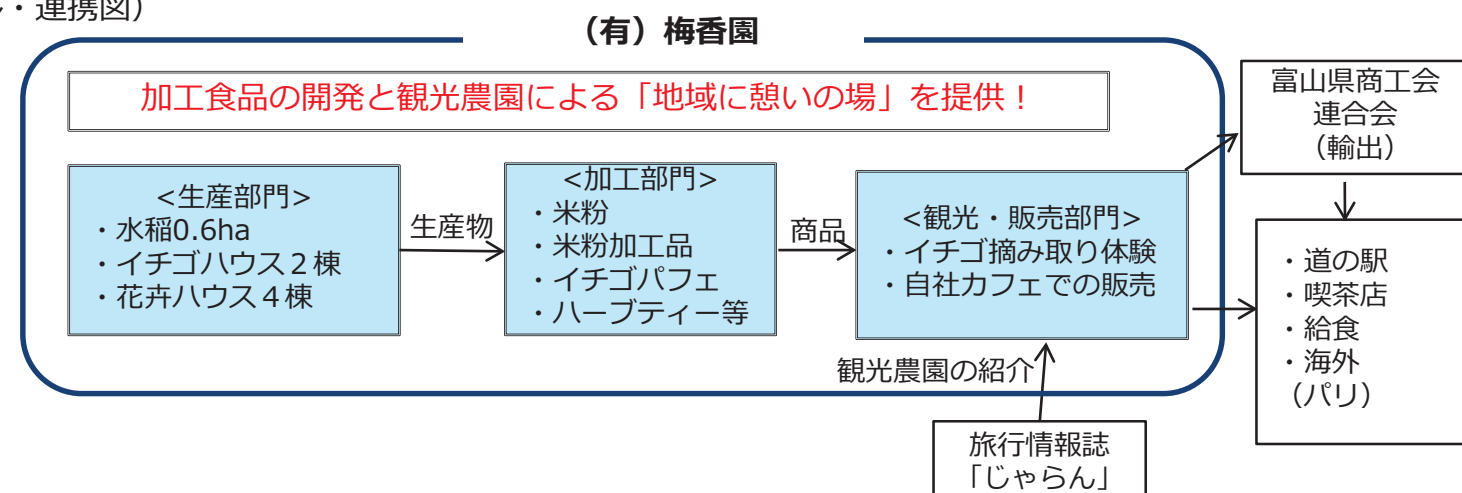 ・連携図）
（有）梅香園
加工食品の開発と観光農園による「地域に憩いの場」を提供！
<生産部門>
・水稲0.6ha
・イチゴハウス２棟
・花卉ハウス４棟
生産物
<加工部門>
・米粉
・米粉加工品
・イチゴパフェ
・ハーブティー等
商品
<観光・販売部門>
・イチゴ摘み取り体験
・自社カフェでの販売
観光農園の紹介
旅行情報誌
「じゃらん」
富山県商工会
連合会
（輸出）
・道の駅
・喫茶店
・給食
・海外
（パリ）